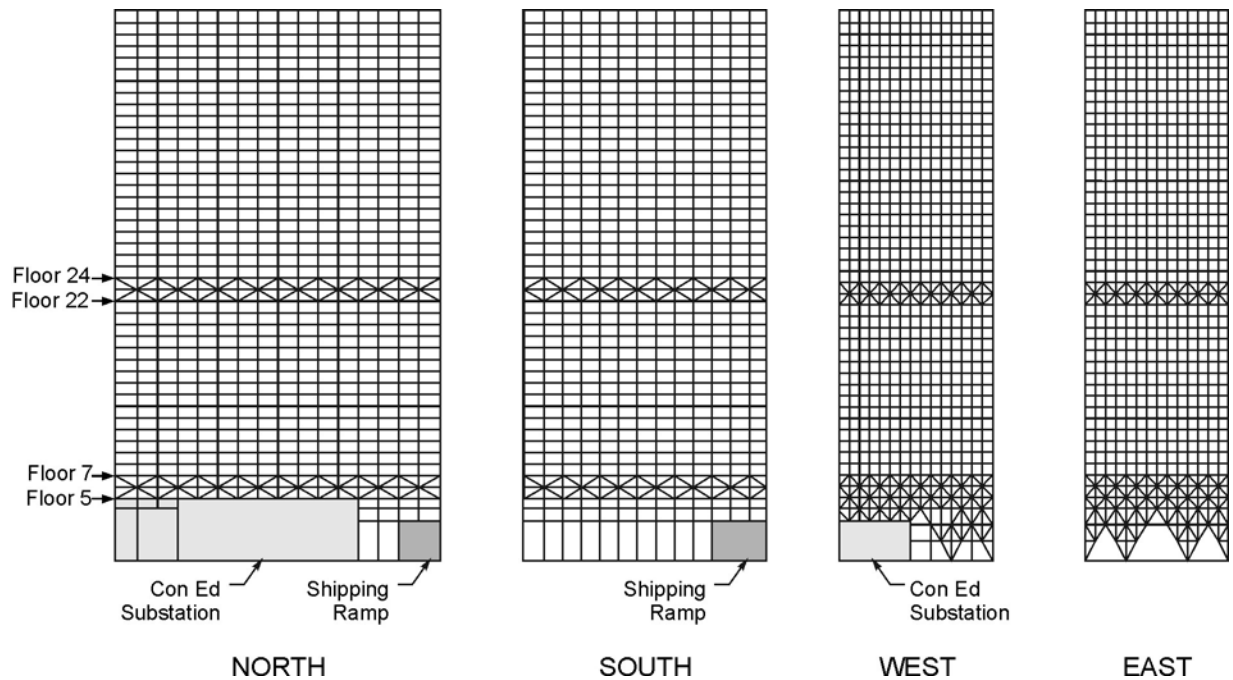 Floor 24
Floor 22
Floor 7
Floor 5
Con Ed
Substation
Shipping
Ramp
Shipping
Ramp
Con Ed
Substation
NORTH
SOUTH
WEST
EAST